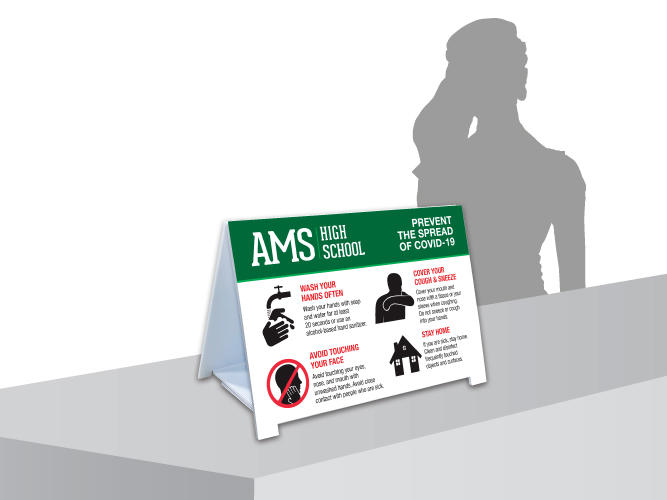 AMS HIGH SCHOOL
PREVENT
THE SPREAD
OF COVID-19
WASH YOUR
HANDS OFTEN
Wash your hands with soap
and water for at least
20 seconds or use an
alcohol-based hand sanitizer.
COVER YOUR
COUGH & SNEEZE
Cover your mouth and
nose with a tissue or your
sleeve when coughing.
Do not sneeze or cough
into your hands.
AVOID TOUCHING
YOUR FACE
Avoid touching your eyes,
nose, and mouth with
unwashed hands. Avoid close
contact with people who are sick.
STAY HOME
If you are sick, stay home.
Clean and disinfect
frequently touched
objects and surfaces.